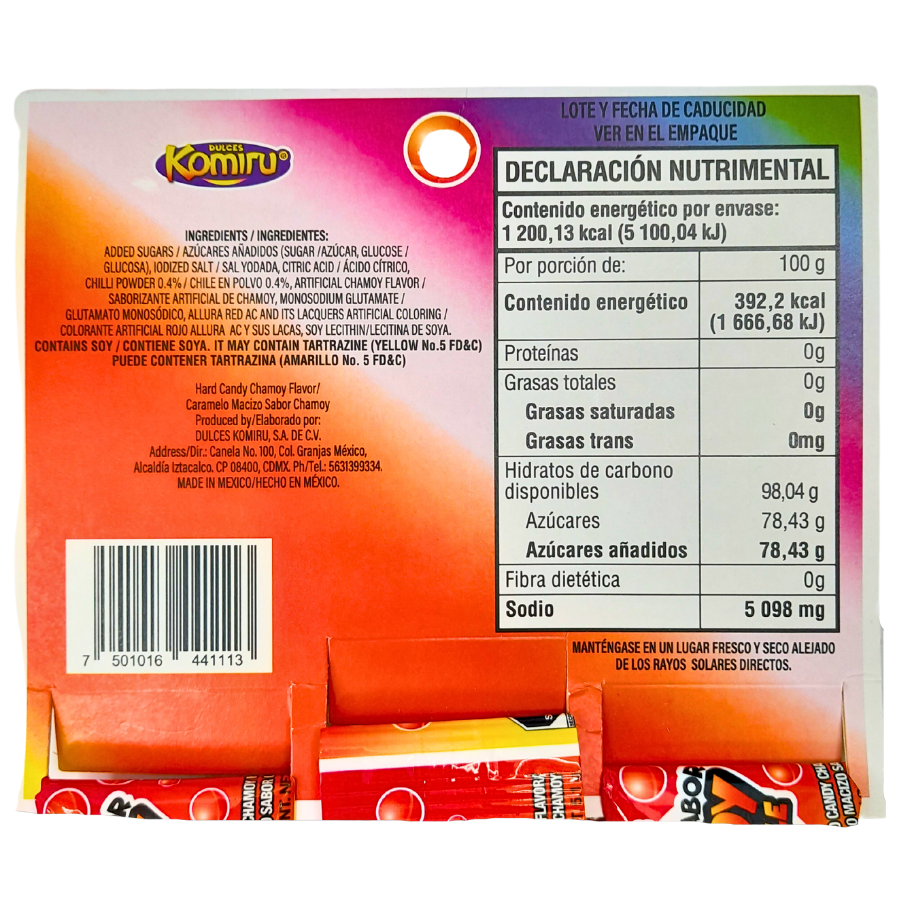 DULCES
Komiru®
INGREDIENTS / INGREDIENTES:
ADDED SUGARS / AZÚCARES AÑADIDOS (SUGAR /AZÚCAR, GLUCOSE /
GLUCOSA), IODIZED SALT / SAL YODADA, CITRIC ACID / ÁCIDO CÍTRICO,
CHILLI POWDER 0.4% / CHILE EN POLVO 0.4%, ARTIFICIAL CHAMOY FLAVOR /
SABORIZANTE ARTIFICIAL DE CHAMOY, MONOSODIUM GLUTAMATE /
GLUTAMATO MONOSÓDICO, ALLURA RED AC AND ITS LACQUERS ARTIFICIAL COLORING /
COLORANTE ARTIFICIAL ROJO ALLURA AC Y SUS LACAS, SOY LECITHIN/LECITINA DE SOYA.
CONTAINS SOY / CONTIENE SOYA. IT MAY CONTAIN TARTRAZINE (YELLOW No.5 FD&C)
PUEDE CONTENER TARTRAZINA (AMARILLO No. 5 FD&C)
Hard Candy Chamoy Flavor/
Caramelo Macizo Sabor Chamoy
Produced by/Elaborado por:
DULCES KOMIRU, S.A. DE C.V.
Address/Dir.: Canela No. 100, Col. Granjas México,
Alcaldía Iztacalco. CP 08400, CDMX. Ph/Tel.: 5631399334.
MADE IN MEXICO/HECHO EN MÉXICO.
7 501016 441113
LOTE Y FECHA DE CADUCIDAD
VER EN EL EMPAQUE
DECLARACIÓN NUTRIMENTAL
Contenido energético por envase:
1 200,13 kcal (5 100,04 kJ)
Por porción de: 100 g
Contenido energético 392,2 kcal
(1 666,68 kJ)
Proteínas 0g
Grasas totales 0g
Grasas saturadas 0g
Grasas trans 0mg
Hidratos de carbono
disponibles 98,04 g
Azúcares 78,43 g
Azúcares añadidos 78,43 g
Fibra dietética 0g
Sodio 5 098 mg
MANTÉNGASE EN UN LUGAR FRESCO Y SECO ALEJADO
DE LOS RAYOS SOLARES DIRECTOS.